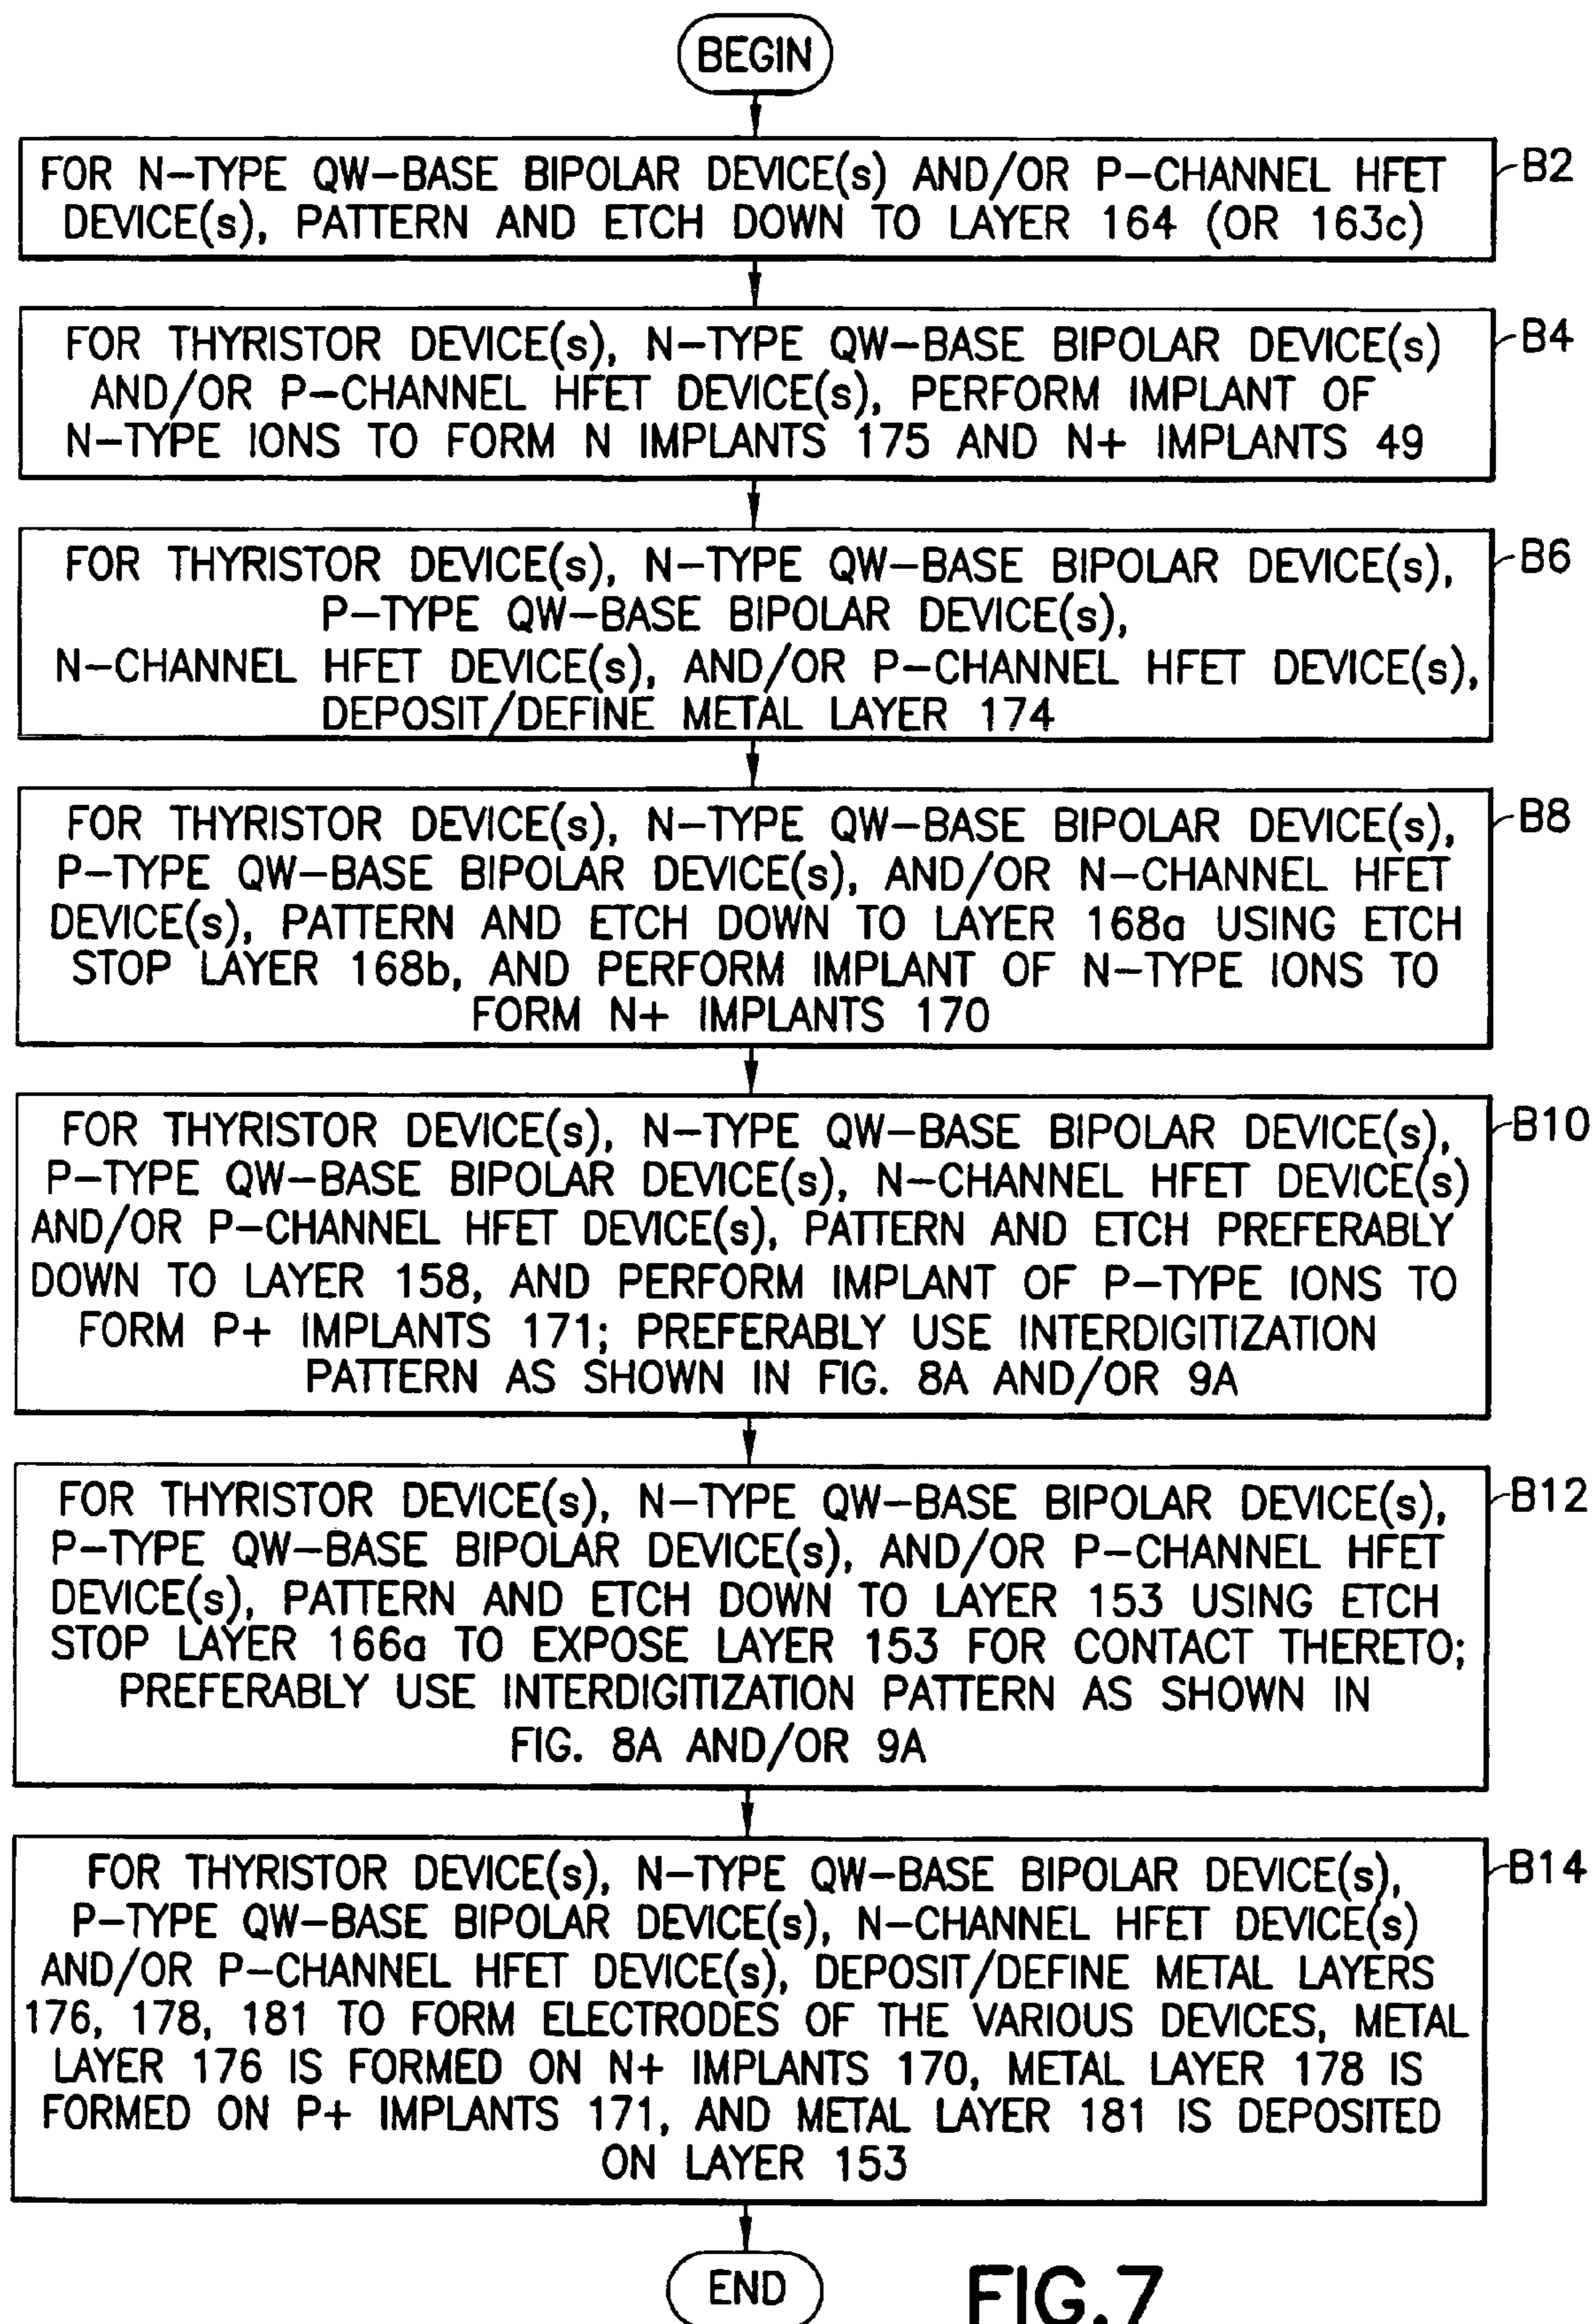 BEGIN
FOR N-TYPE QW-BASE BIPOLAR DEVICE(s) AND/OR P-CHANNEL HFET
DEVICE(s), PATTERN AND ETCH DOWN TO LAYER 164 (OR 163c)
B2
FOR THYRISTOR DEVICE(s), N-TYPE QW-BASE BIPOLAR DEVICE(s)
AND/OR P-CHANNEL HFET DEVICE(s), PERFORM IMPLANT OF
N-TYPE IONS TO FORM N IMPLANTS 175 AND N+ IMPLANTS 49
B4
FOR THYRISTOR DEVICE(s), N-TYPE QW-BASE BIPOLAR DEVICE(s),
P-TYPE QW-BASE BIPOLAR DEVICE(s),
N-CHANNEL HFET DEVICE(s), AND/OR P-CHANNEL HFET DEVICE(s),
DEPOSIT/DEFINE METAL LAYER 174
B6
FOR THYRISTOR DEVICE(s), N-TYPE QW-BASE BIPOLAR DEVICE(s),
P-TYPE QW-BASE BIPOLAR DEVICE(s), AND/OR N-CHANNEL HFET
DEVICE(s), PATTERN AND ETCH DOWN TO LAYER 168a USING ETCH
STOP LAYER 168b, AND PERFORM IMPLANT OF N-TYPE IONS TO
FORM N+ IMPLANTS 170
B8
FOR THYRISTOR DEVICE(s), N-TYPE QW-BASE BIPOLAR DEVICE(s),
P-TYPE QW-BASE BIPOLAR DEVICE(s), N-CHANNEL HFET DEVICE(s)
AND/OR P-CHANNEL HFET DEVICE(s), PATTERN AND ETCH PREFERABLY
DOWN TO LAYER 158, AND PERFORM IMPLANT OF P-TYPE IONS TO
FORM P+ IMPLANTS 171; PREFERABLY USE INTERDIGITIZATION
PATTERN AS SHOWN IN FIG. 8A AND/OR 9A
B10
FOR THYRISTOR DEVICE(s), N-TYPE QW-BASE BIPOLAR DEVICE(s),
P-TYPE QW-BASE BIPOLAR DEVICE(s), AND/OR P-CHANNEL HFET
DEVICE(s), PATTERN AND ETCH DOWN TO LAYER 153 USING ETCH
STOP LAYER 166a TO EXPOSE LAYER 153 FOR CONTACT THERETO;
PREFERABLY USE INTERDIGITIZATION PATTERN AS SHOWN IN
FIG. 8A AND/OR 9A
B12
FOR THYRISTOR DEVICE(s), N-TYPE QW-BASE BIPOLAR DEVICE(s),
P-TYPE QW-BASE BIPOLAR DEVICE(s), N-CHANNEL HFET DEVICE(s)
AND/OR P-CHANNEL HFET DEVICE(s), DEPOSIT/DEFINE METAL LAYERS
176, 178, 181 TO FORM ELECTRODES OF THE VARIOUS DEVICES, METAL
LAYER 176 IS FORMED ON N+ IMPLANTS 170, METAL LAYER 178 IS
FORMED ON P+ IMPLANTS 171, AND METAL LAYER 181 IS DEPOSITED
ON LAYER 153
B14
END
FIG.7